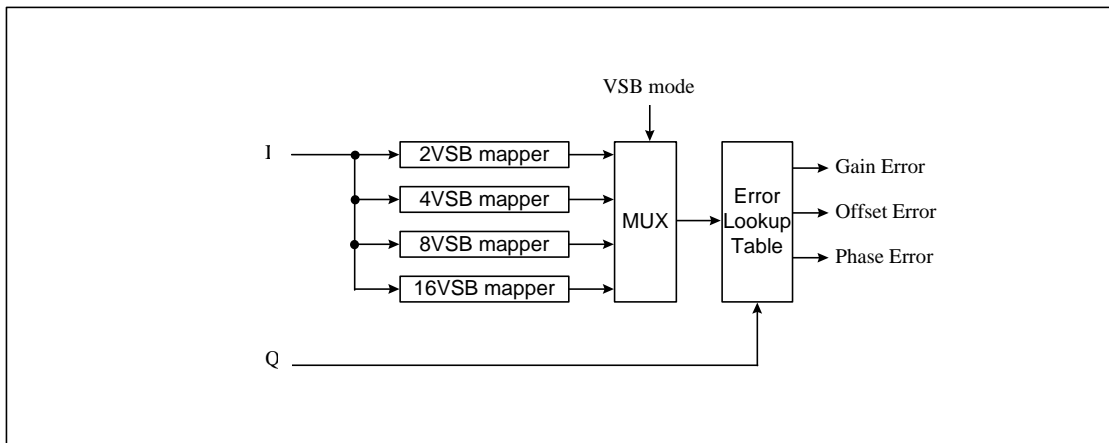 VSB mode
I
2VSB mapper
4VSB mapper
8VSB mapper
16VSB mapper
MUX
Error
Lookup
Table
Gain Error
Offset Error
Phase Error
Q